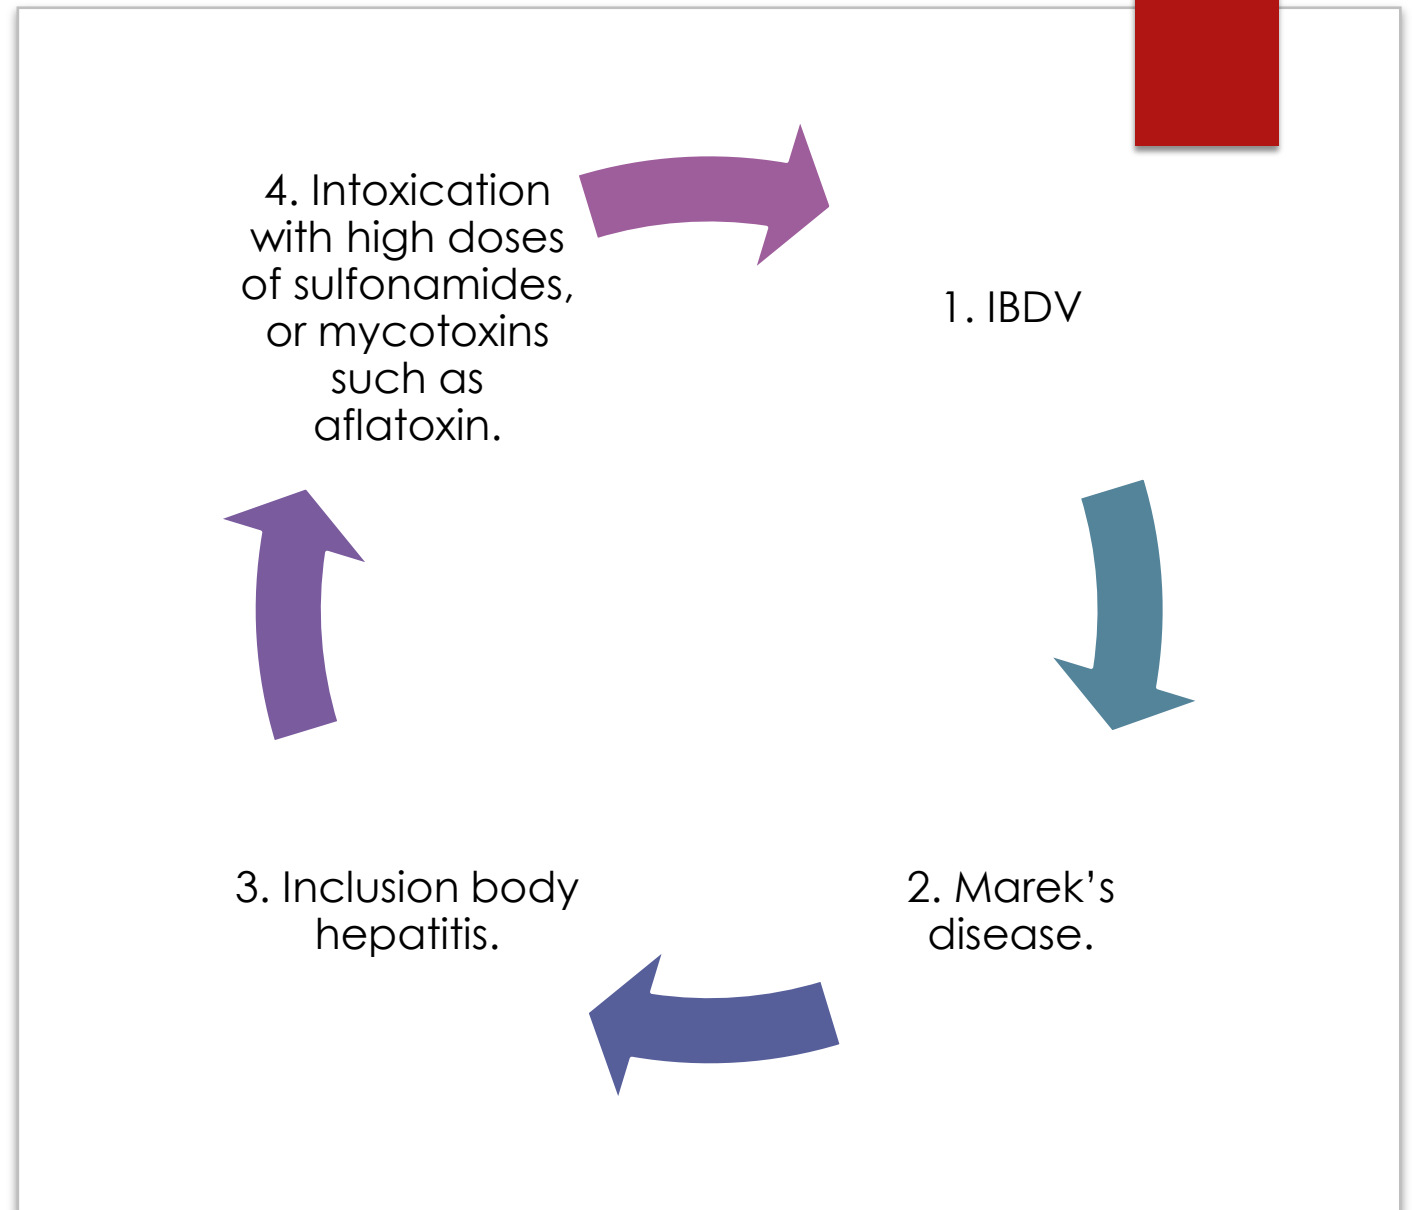 1. IBDV
2. Marek's
disease.
3. Inclusion body
hepatitis.
4. Intoxication
with high doses
of sulfonamides,
or mycotoxins
such as
aflatoxin.